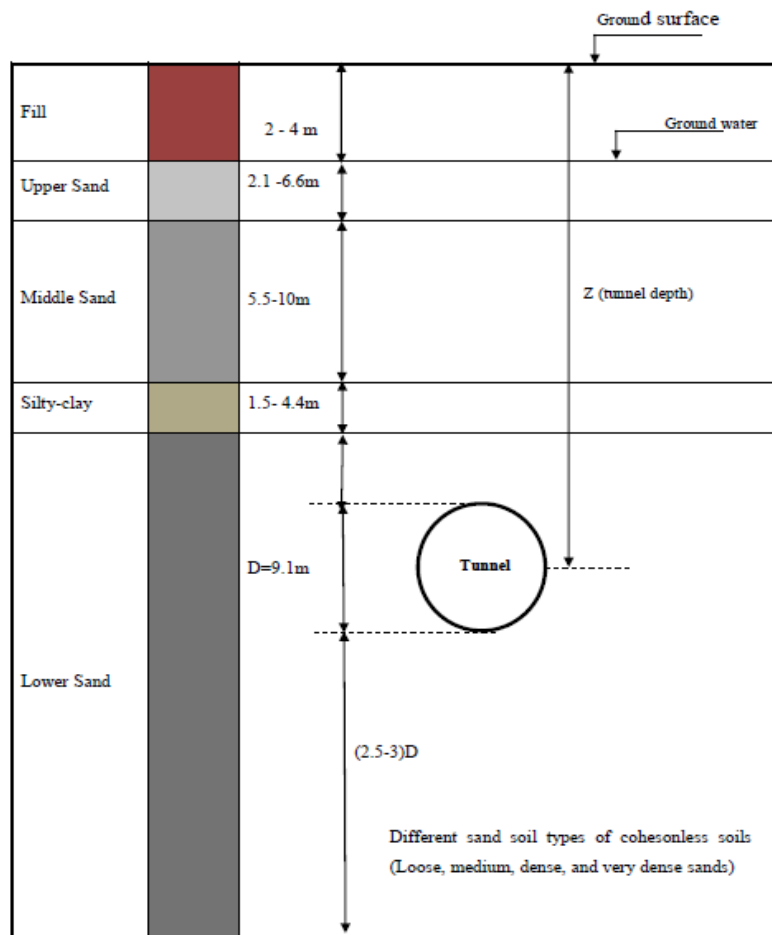 Ground surface
Fill
2 - 4 m
Ground water
Upper Sand
2.1 -6.6m
Middle Sand
5.5-10m
Z (tunnel depth)
Silty-clay
1.5- 4.4m
D=9.1m
Tunnel
Lower Sand
(2.5-3)D
Different sand soil types of cohesonless soils
(Loose, medium, dense, and very dense sands)